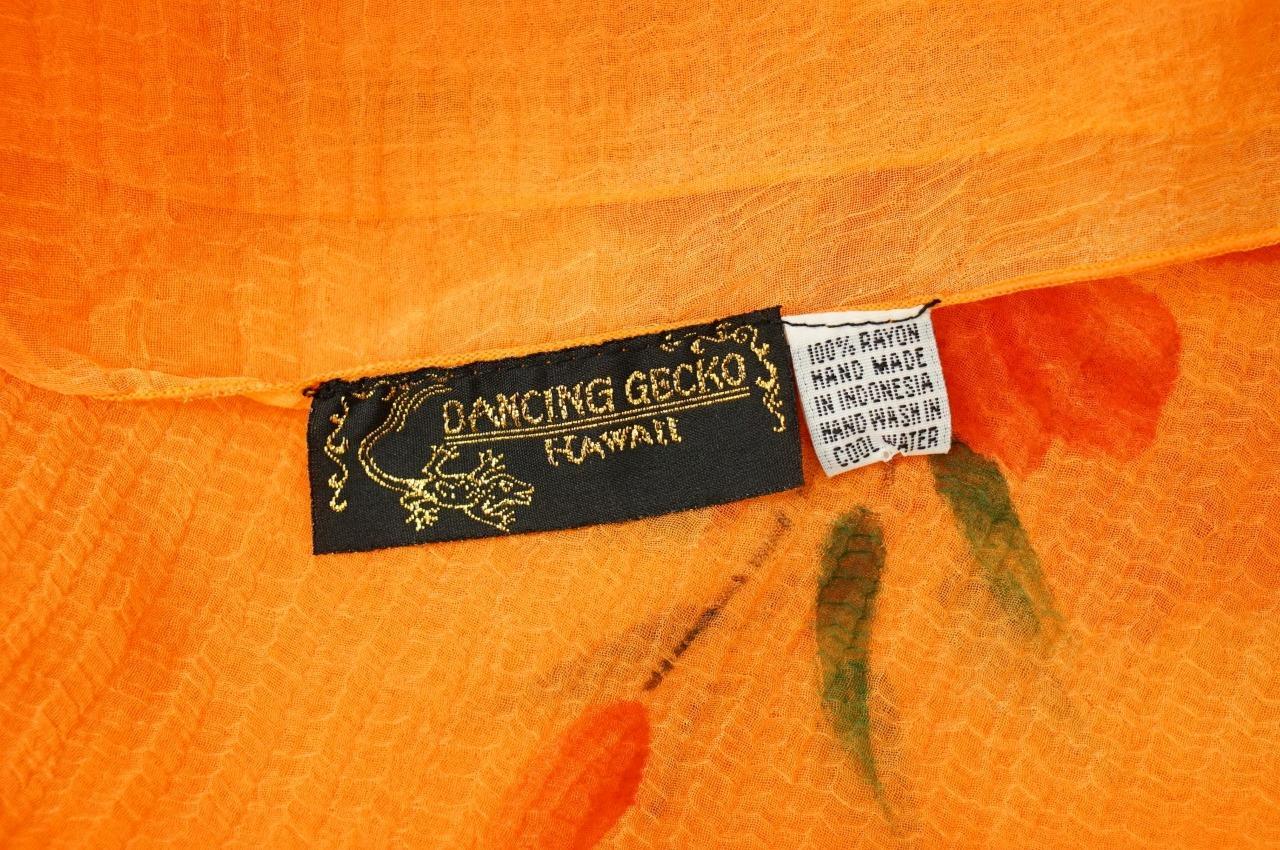 DANCING GECKO
HAWAII
100% RAYON
HAND MADE
IN INDONESIA
HAND WASH IN
COOL WATER